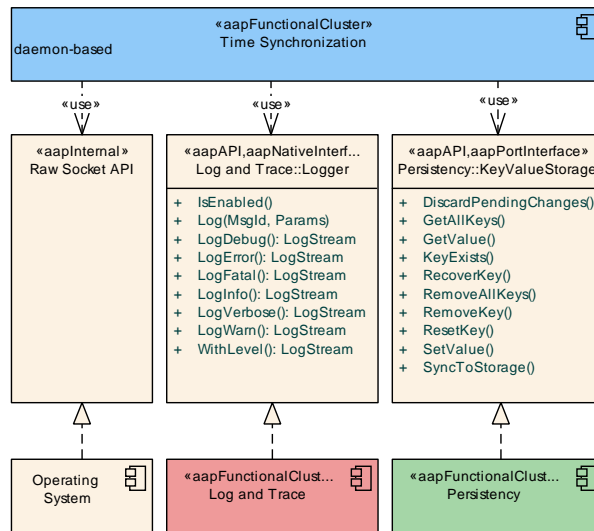 «aapFunctionalCluster»
Time Synchronization
daemon-based
«use»
«use»
«use»
«aapInternal»
Raw Socket API
«aapAPI,aapNativeInterf...
Log and Trace::Logger
+ IsEnabled()
+ Log(MsgId, Params)
+ LogDebug(): LogStream
+ LogError(): LogStream
+ LogFatal(): LogStream
+ LogInfo(): LogStream
+ LogVerbose(): LogStream
+ LogWarn(): LogStream
+ WithLevel(): LogStream
«aapAPI,aapPortInterface»
Persistency::KeyValueStorage
+ DiscardPendingChanges()
+ GetAllKeys()
+ GetValue()
+ KeyExists()
+ RecoverKey()
+ RemoveAllKeys()
+ RemoveKey()
+ ResetKey()
+ SetValue()
+ SyncToStorage()
Operating
System
«aapFunctionalClust...
Log and Trace
«aapFunctionalClust...
Persistency